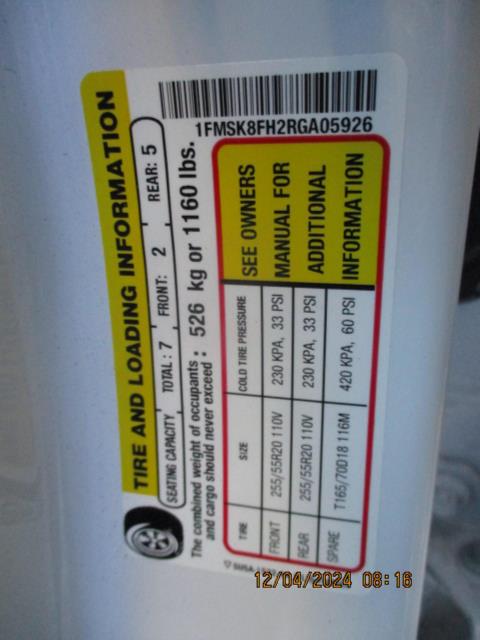 TIRE AND LOADING INFORMATION
SEATING CAPACITY TOTAL: 7 FRONT: 2 REAR: 5
The combined weight of occupants and cargo should never exceed: 526 kg or 1160 lbs.
1FMSK8FH2RGA05926
TIRE SIZE COLD TIRE PRESSURE
FRONT 255/55R20 110V 230 KPA, 33 PSI
REAR 255/55R20 110V 230 KPA, 33 PSI
SPARE T165/70D18 116M 420 KPA, 60 PSI
SEE OWNERS
MANUAL FOR
ADDITIONAL
INFORMATION
12/04/2024 08:16